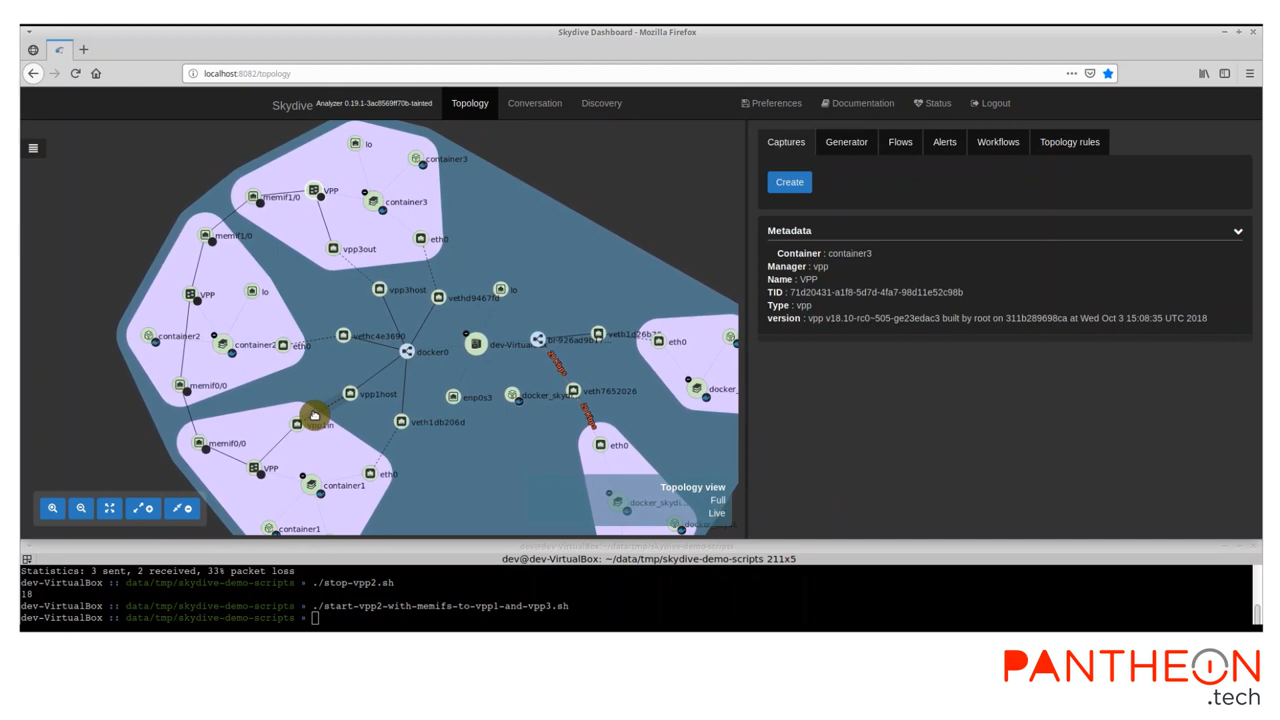 Skydive Dashboard - Mozilla Firefox
localhost:8082/topology
Skydive Analyzer 0.19.1-3ac8569ff70b-tainted
Topology
Conversation
Discovery
Preferences
Documentation
Status
Logout
lo
container3
VPP
memif1/0
container3
memif1/0
vpp3out
eth0
VPP
lo
vpp3host
vethd9467fd
lo
container2
container2
eth0
vethc4e3690
docker0
dev-Virtual
eth0
memif0/0
vpp1host
enp0s3
docker_sky
veth7652026
docker_
veth1db206d
memif0/0
eth0
VPP
container1
eth0
container1
docker_skydi...
Topology view
Full
Live
Captures
Generator
Flows
Alerts
Workflows
Topology rules
Create
Metadata
Container : container3
Manager : vpp
Name : VPP
TID : 71d20431-a1f8-5d7d-4fa7-98d11e52c98b
Type : vpp
version : vpp v18.10-rc0~505-ge23edac3 built by root on 311b289698ca at Wed Oct 3 15:08:35 UTC 2018
dev@dev-VirtualBox: ~/data/tmp/skydive-demo-scripts 211x5
Statistics: 3 sent, 2 received, 33% packet loss
dev-VirtualBox :: data/tmp/skydive-demo-scripts » ./stop-vpp2.sh
18
dev-VirtualBox :: data/tmp/skydive-demo-scripts » ./start-vpp2-with-memifs-to-vpp1-and-vpp3.sh
dev-VirtualBox :: data/tmp/skydive-demo-scripts »
PANTHEON
.tech